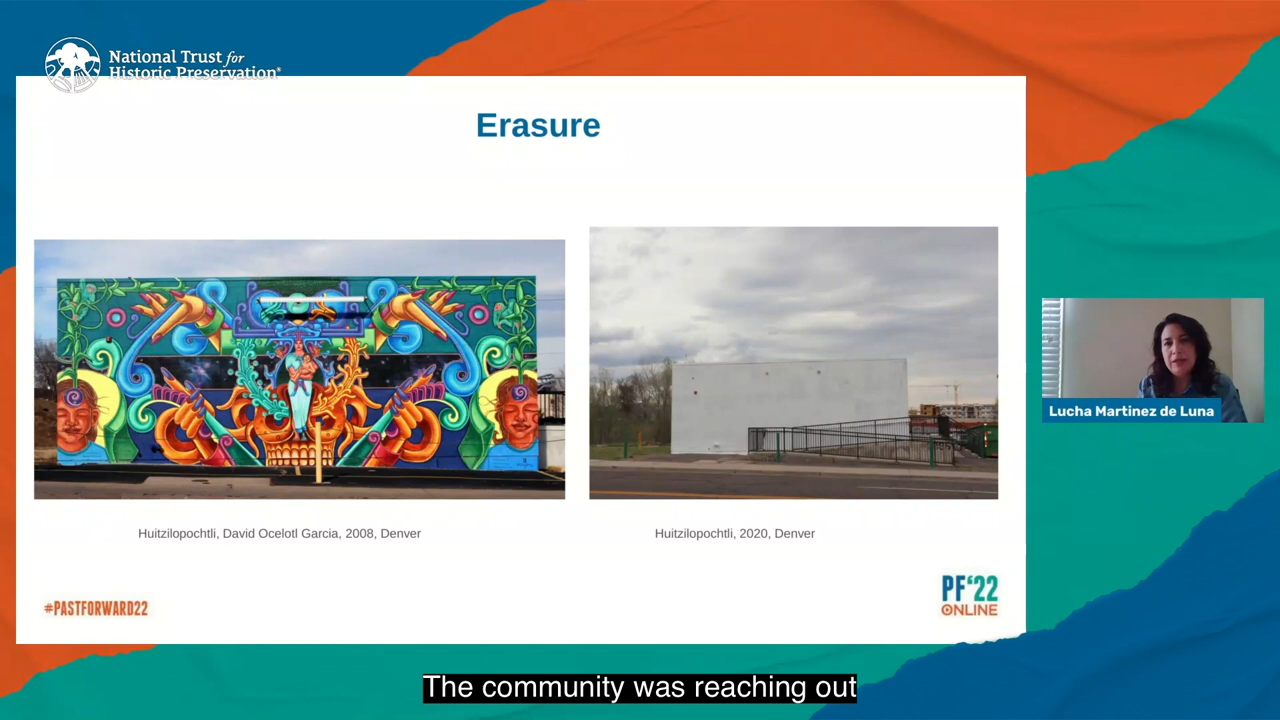 National Trust for
Historic Preservation®
Erasure
Lucha Martinez de Luna
Huitzilopochtli, David Ocelotl Garcia, 2008, Denver
Huitzilopochtli, 2020, Denver
#PASTFORWARD22
PF'22
ONLINE
The community was reaching out